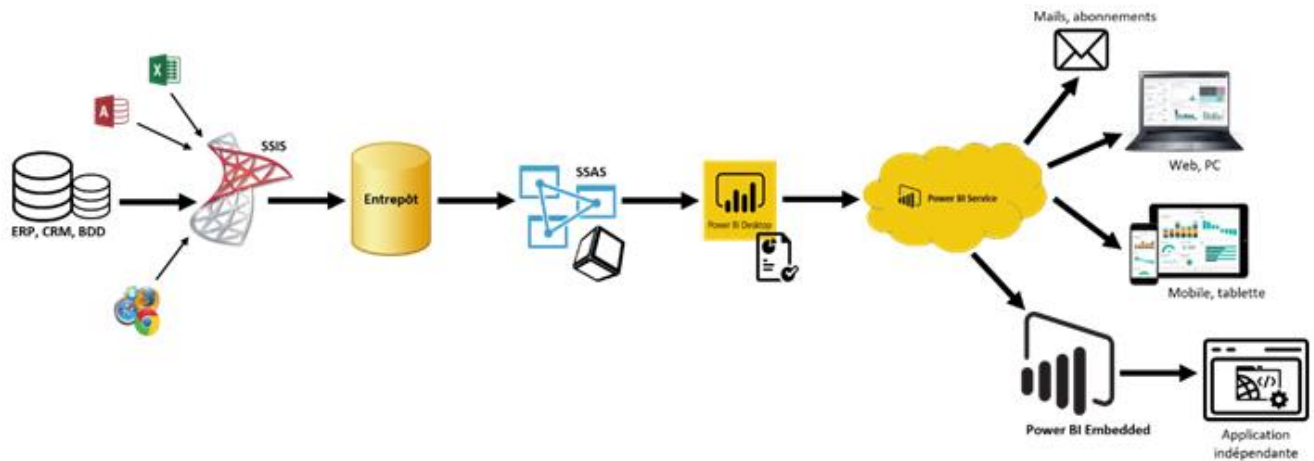 Mails, abonnements
X
A
SSIS
Web, PC
Entrepôt
SSAS
Power BI Desktop
Power BI Service
ERP, CRM, BDD
Mobile, tablette
</>
Power BI Embedded
Application
indépendante